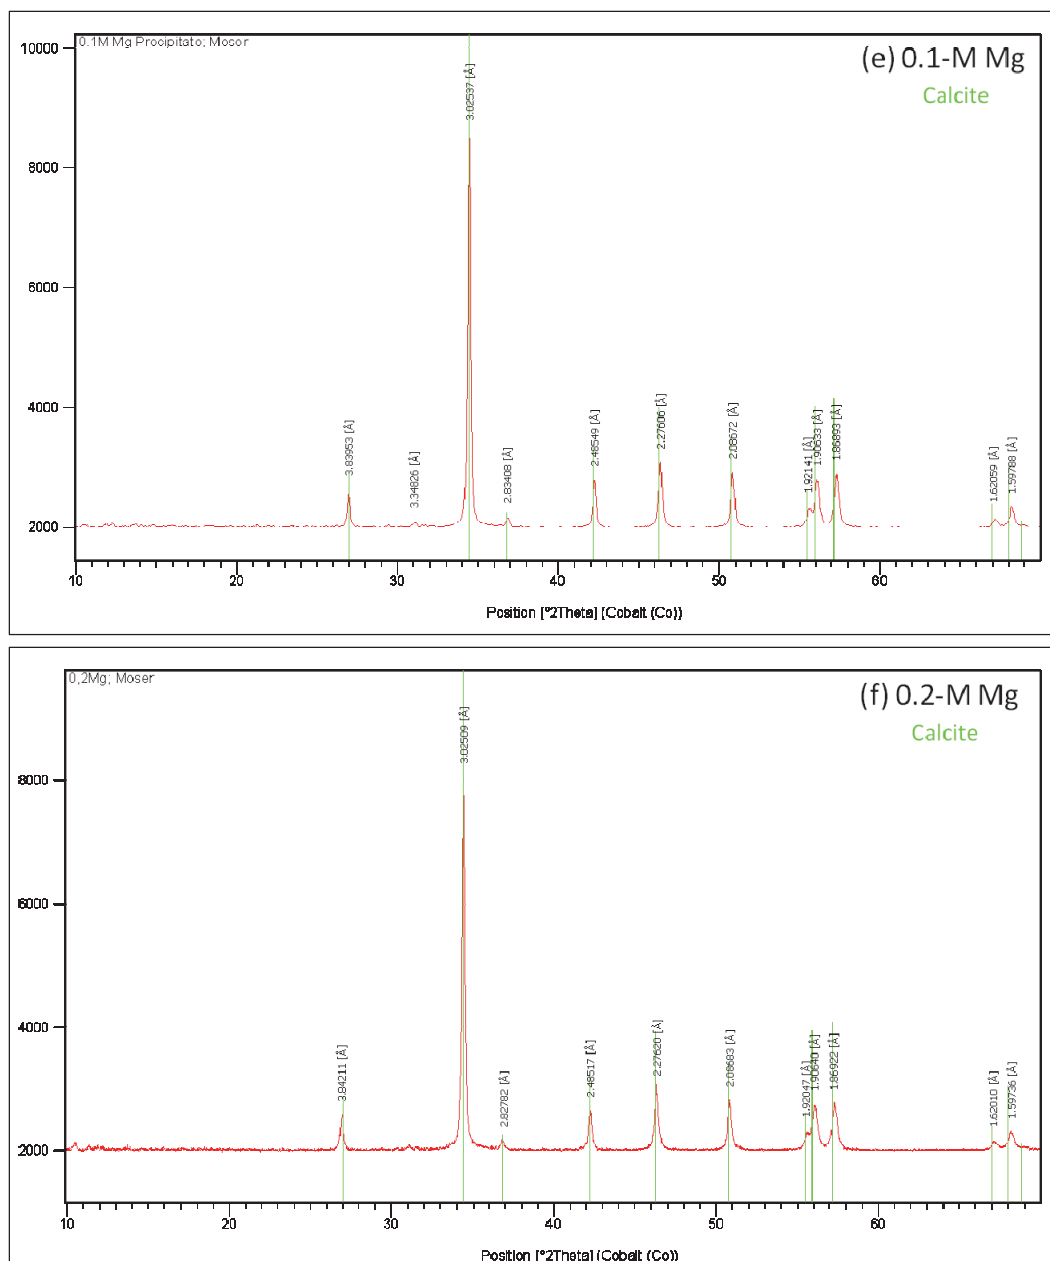 0.1M Mg Procipitato; Mosor
(e) 0.1-M Mg
Calcite
10000
8000
6000
4000
2000
3.83953 [Å]
3.34826 [Å]
3.02537 [Å]
2.83408 [Å]
2.48549 [Å]
2.27606 [Å]
2.08672 [Å]
1.92141 [Å]
1.90533 [Å]
1.86893 [Å]
1.62059 [Å]
1.59788 [Å]
10 20 30 40 50 60
Position [°2Theta] (Cobalt (Co))
0,2Mg; Moser
(f) 0.2-M Mg
Calcite
8000
6000
4000
2000
3.84211 [Å]
3.02509 [Å]
2.82782 [Å]
2.48517 [Å]
2.27620 [Å]
2.08683 [Å]
1.92047 [Å]
1.90640 [Å]
1.86922 [Å]
1.62010 [Å]
1.59736 [Å]
10 20 30 40 50 60
Position [°2Theta] (Cobalt (Co))